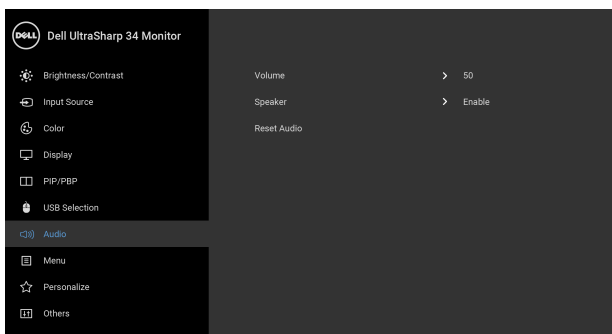 DELL Dell UltraSharp 34 Monitor
Brightness/Contrast
Volume 50
Input Source
Speaker Enable
Color
Reset Audio
Display
PIP/PBP
USB Selection
Audio
Menu
Personalize
Others